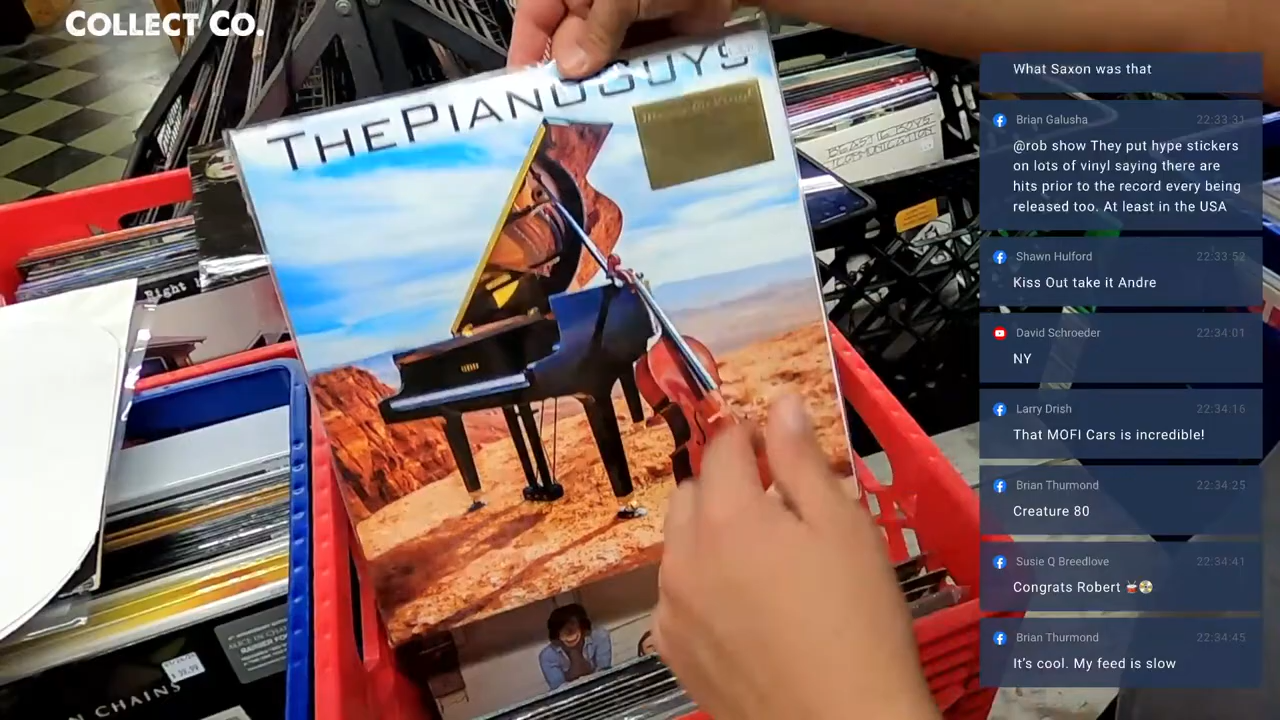 COLLECT CO.
THEPIANOGUYS
Music On Vinyl
BEASTIE BOYS
Right
ALICE IN CHAINS
N CHAINS
What Saxon was that
Brian Galusha 22:33:31
@rob show They put hype stickers
on lots of vinyl saying there are
hits prior to the record every being
released too. At least in the USA
Shawn Hulford 22:33:52
Kiss Out take it Andre
David Schroeder 22:34:01
NY
Larry Drish 22:34:16
That MOFI Cars is incredible!
Brian Thurmond 22:34:25
Creature 80
Susie Q Breedlove 22:34:41
Congrats Robert 🥁📀
Brian Thurmond 22:34:45
It's cool. My feed is slow